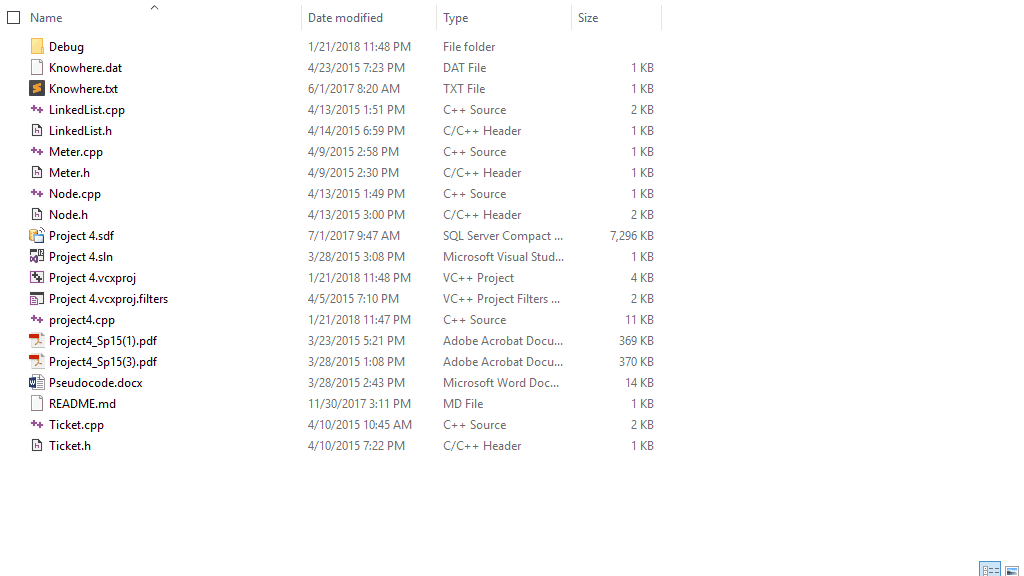 Name Date modified Type Size
Debug 1/21/2018 11:48 PM File folder
Knowhere.dat 4/23/2015 7:23 PM DAT File 1 KB
Knowhere.txt 6/1/2017 8:20 AM TXT File 1 KB
LinkedList.cpp 4/13/2015 1:51 PM C++ Source 2 KB
LinkedList.h 4/14/2015 6:59 PM C/C++ Header 1 KB
Meter.cpp 4/9/2015 2:58 PM C++ Source 1 KB
Meter.h 4/9/2015 2:30 PM C/C++ Header 1 KB
Node.cpp 4/13/2015 1:49 PM C++ Source 1 KB
Node.h 4/13/2015 3:00 PM C/C++ Header 2 KB
Project 4.sdf 7/1/2017 9:47 AM SQL Server Compact ... 7,296 KB
Project 4.sln 3/28/2015 3:08 PM Microsoft Visual Stud... 1 KB
Project 4.vcxproj 1/21/2018 11:48 PM VC++ Project 4 KB
Project 4.vcxproj.filters 4/5/2015 7:10 PM VC++ Project Filters ... 2 KB
project4.cpp 1/21/2018 11:47 PM C++ Source 11 KB
Project4_Sp15(1).pdf 3/23/2015 5:21 PM Adobe Acrobat Docu... 369 KB
Project4_Sp15(3).pdf 3/28/2015 1:08 PM Adobe Acrobat Docu... 370 KB
Pseudocode.docx 3/28/2015 2:43 PM Microsoft Word Doc... 14 KB
README.md 11/30/2017 3:11 PM MD File 1 KB
Ticket.cpp 4/10/2015 10:45 AM C++ Source 2 KB
Ticket.h 4/10/2015 7:22 PM C/C++ Header 1 KB